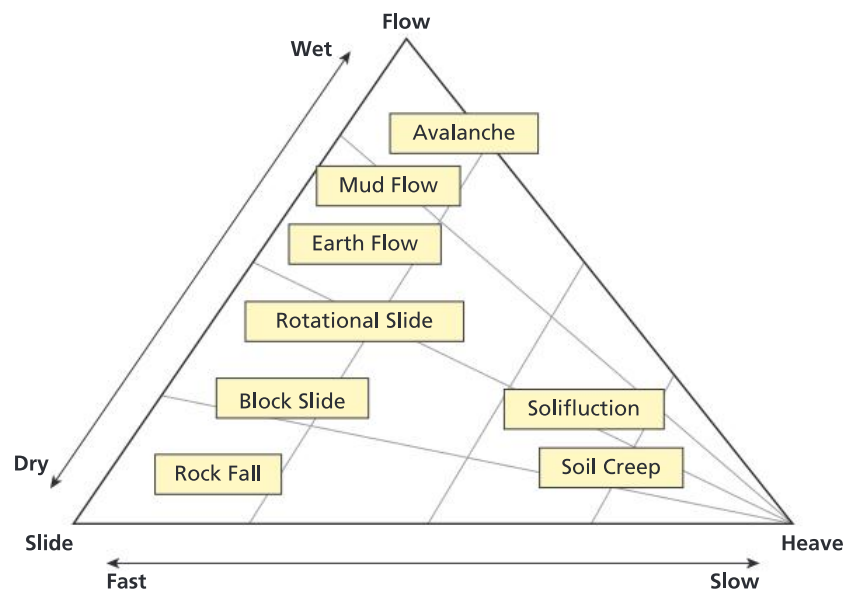 Flow
Wet
Avalanche
Mud Flow
Earth Flow
Rotational Slide
Block Slide
Solifluction
Dry
Rock Fall
Soil Creep
Slide
Heave
Fast
Slow